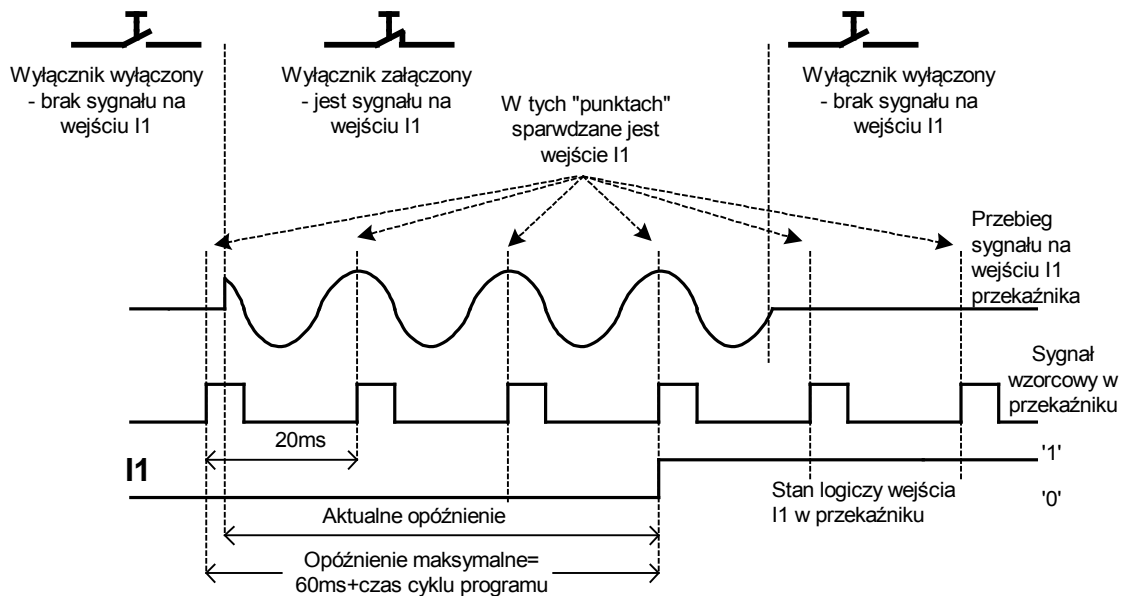 Wyłącznik wyłączony
- brak sygnału na
wejściu I1
Wyłącznik załączony
- jest sygnału na
wejściu I1
W tych "punktach"
sparwdzane jest
wejście I1
Wyłącznik wyłączony
- brak sygnału na
wejściu I1
Przebieg
sygnału na
wejściu I1
przekaźnika
Sygnał
wzorcowy w
przekaźniku
20ms
I1
'1'
'0'
Stan logiczy wejścia
I1 w przekaźniku
Aktualne opóźnienie
Opóźnienie maksymalne=
60ms+czas cyklu programu